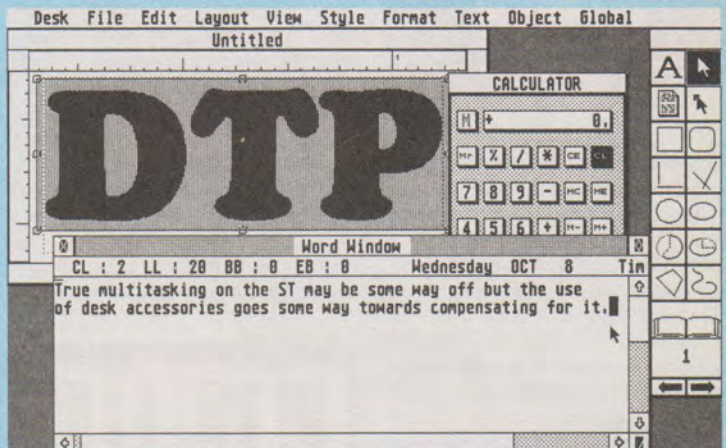 Desk File Edit Layout View Style Format Text Object Global
Untitled
1
A
DTP
CALCULATOR
M + 0.
Mr % / * CE CL
7 8 9 - MC ME
4 5 6 + M- M+
Word Window
CL : 2 LL : 20 BB : 0 EB : 0 Wednesday OCT 8 Tim
True multitasking on the ST may be some way off but the use
of desk accessories goes some way towards compensating for it.
1